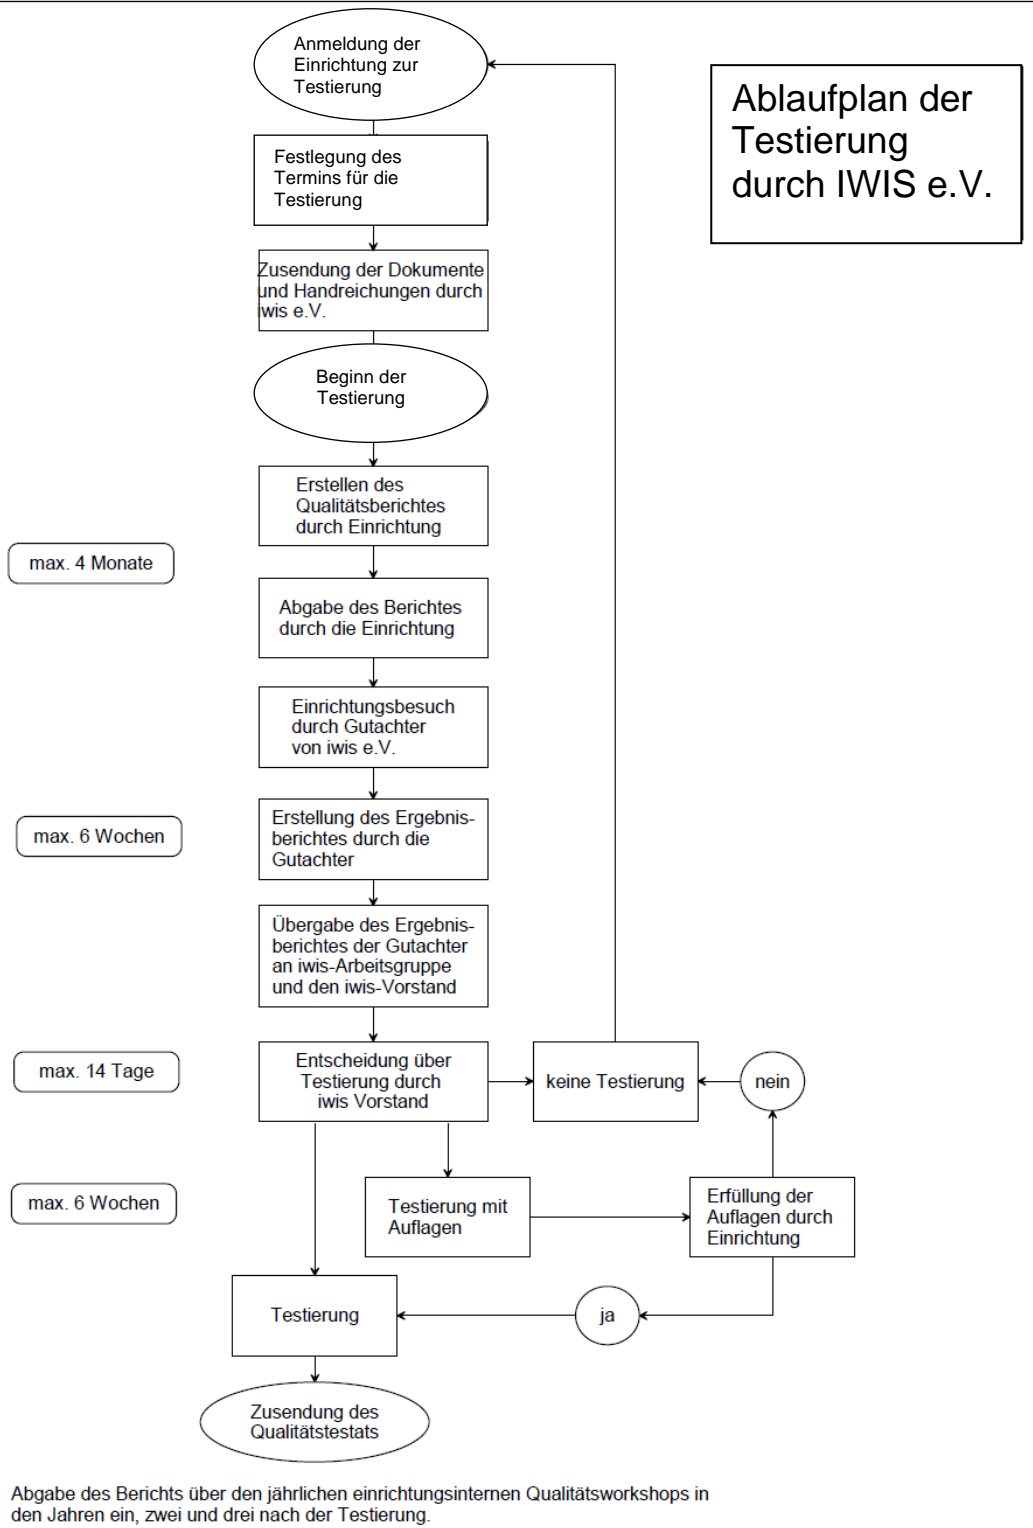 Anmeldung der
Einrichtung zur
Testierung
Ablaufplan der
Testierung
durch IWIS e.V.
Festlegung des
Termins für die
Testierung
Zusendung der Dokumente
und Handreichungen durch
iwis e.V.
Beginn der
Testierung
Erstellen des
Qualitätsberichtes
durch Einrichtung
max. 4 Monate
Abgabe des Berichtes
durch die Einrichtung
Einrichtungsbesuch
durch Gutachter
von iwis e.V.
max. 6 Wochen
Erstellung des Ergebnis-
berichtes durch die
Gutachter
Übergabe des Ergebnis-
berichtes der Gutachter
an iwis-Arbeitsgruppe
und den iwis-Vorstand
max. 14 Tage
Entscheidung über
Testierung durch
iwis Vorstand
keine Testierung
nein
max. 6 Wochen
Testierung mit
Auflagen
Erfüllung der
Auflagen durch
Einrichtung
Testierung
ja
Zusendung des
Qualitätstestats
Abgabe des Berichts über den jährlichen einrichtungsinternen Qualitätsworkshops in
den Jahren ein, zwei und drei nach der Testierung.